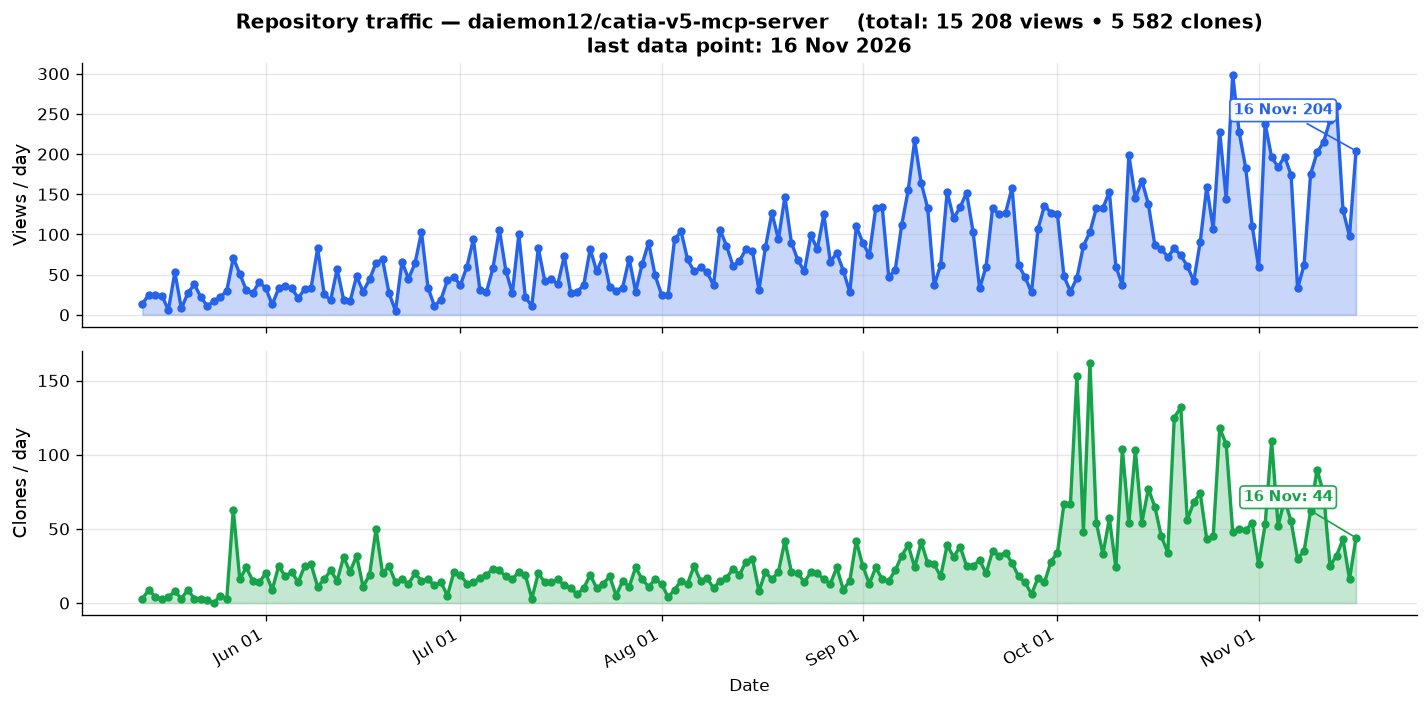 Repository traffic — daiemon12/catia-v5-mcp-server    (total: 15 208 views • 5 582 clones)
last data point: 16 Nov 2026
Views / day
300
250
200
150
100
50
0
16 Nov: 204
Clones / day
150
100
50
0
16 Nov: 44
Jun 01
Jul 01
Aug 01
Sep 01
Oct 01
Nov 01
Date